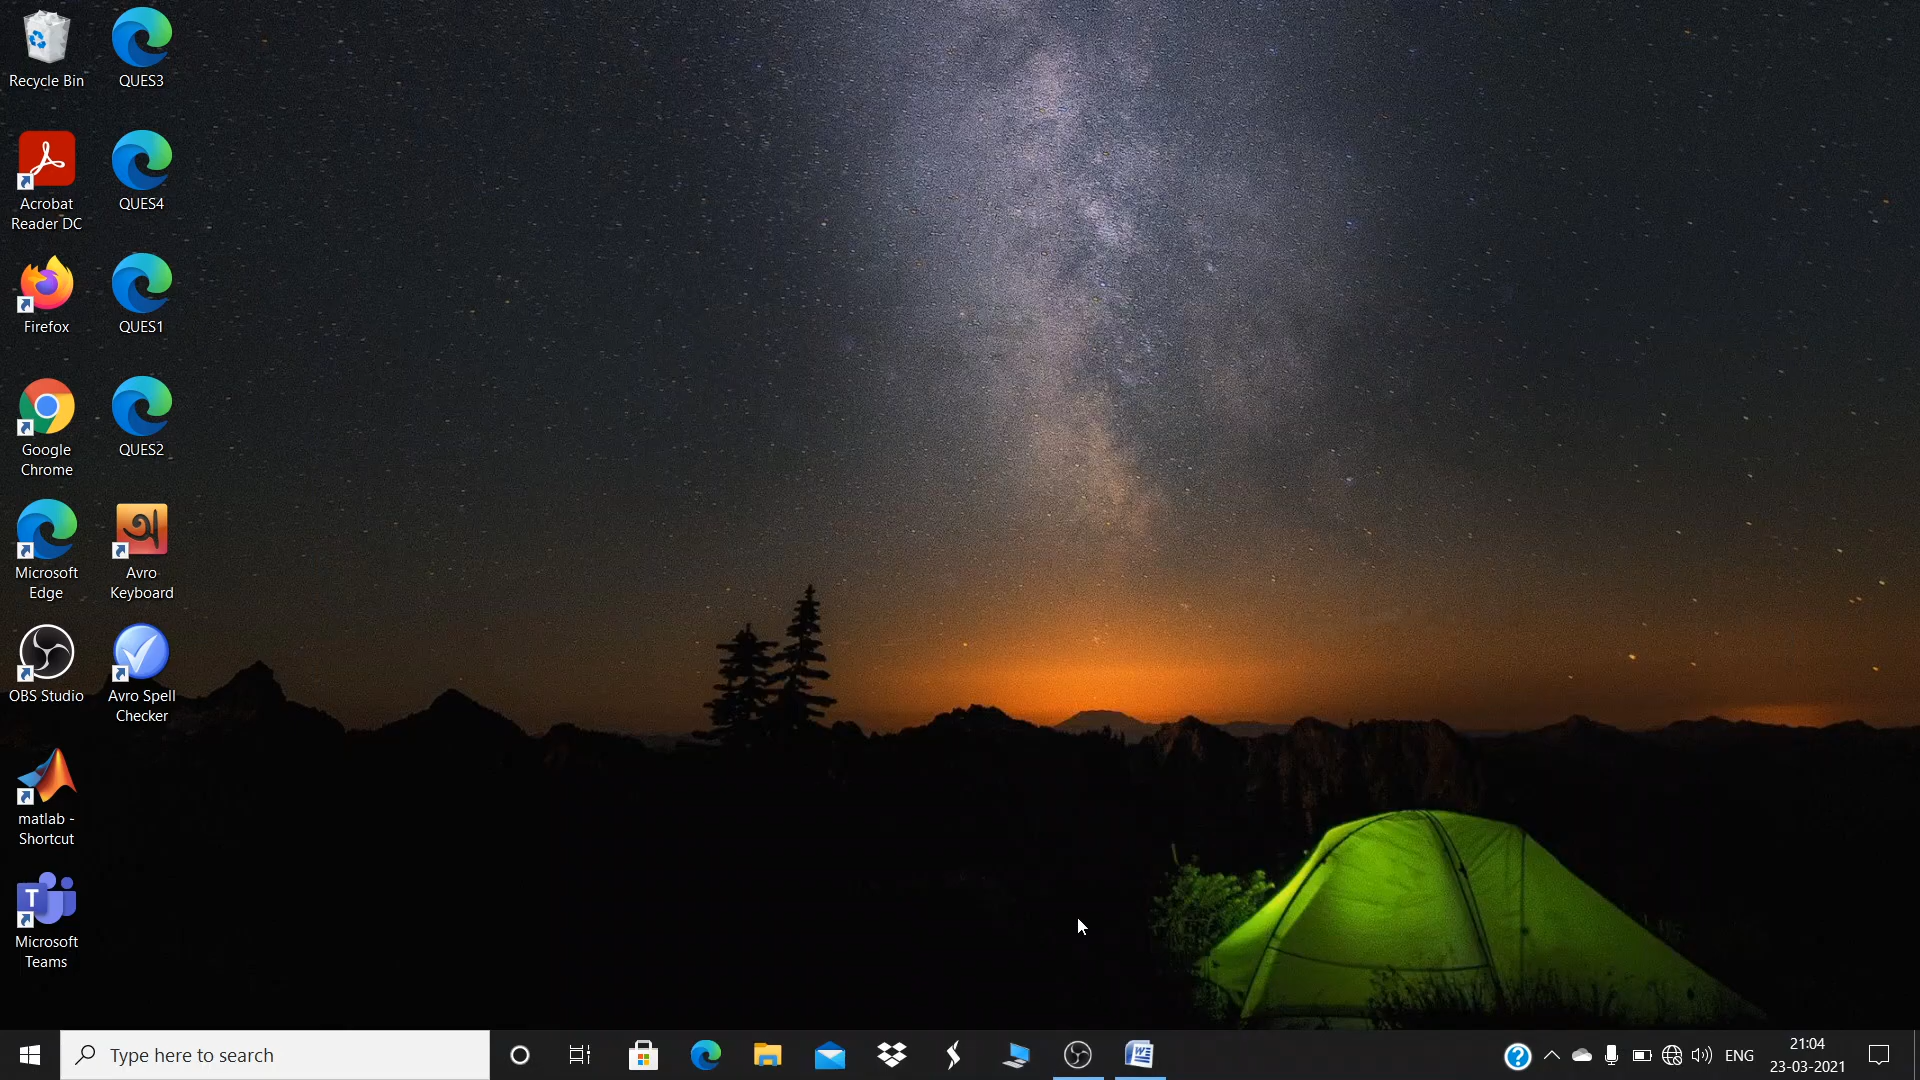 Recycle Bin
QUES3
Acrobat
Reader DC
QUES4
Firefox
QUES1
Google
Chrome
QUES2
Microsoft
Edge
অ
Avro
Keyboard
OBS Studio
Avro Spell
Checker
matlab -
Shortcut
T
Microsoft
Teams
Type here to search
W
?
ENG
21:04
23-03-2021